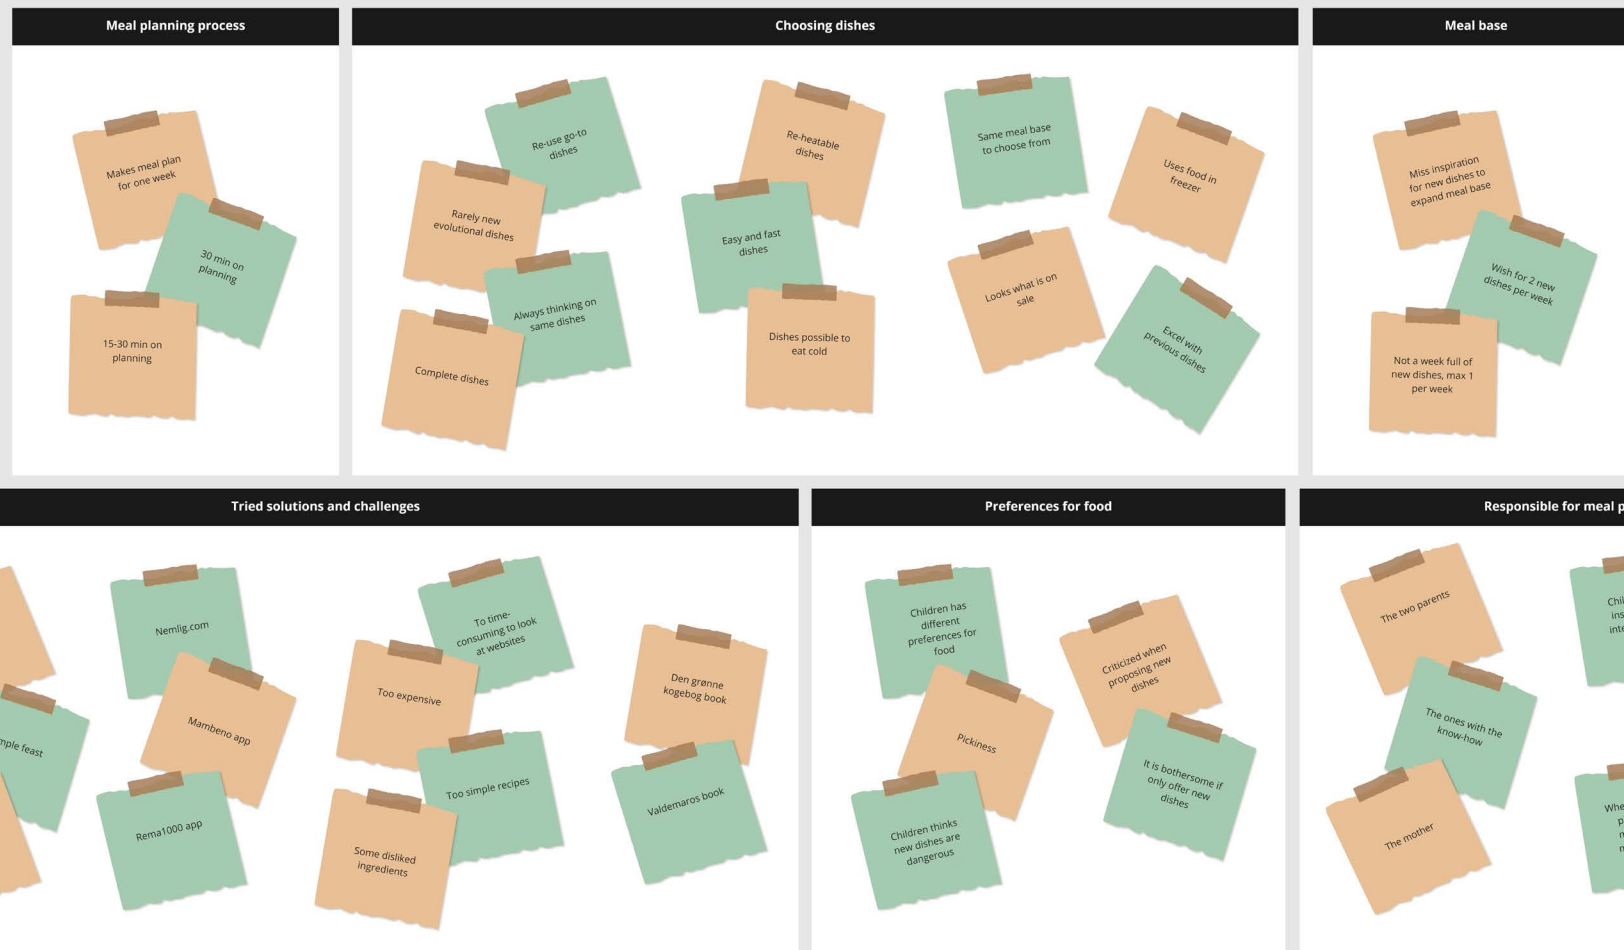 Meal planning process
Makes meal plan
for one week
30 min on
planning
15-30 min on
planning
Choosing dishes
Re-use go-to
dishes
Rarely new
evolutional dishes
Always thinking on
same dishes
Complete dishes
Re-heatable
dishes
Easy and fast
dishes
Dishes possible to
eat cold
Same meal base
to choose from
Uses food in
freezer
Looks what is on
sale
Excel with
previous dishes
Meal base
Miss inspiration
for new dishes to
expand meal base
Wish for 2 new
dishes per week
Not a week full of
new dishes, max 1
per week
Tried solutions and challenges
feast
Nemlig.com
Mambeno app
Rema1000 app
To time-
consuming to look
at websites
Too expensive
Too simple recipes
Some disliked
ingredients
Den grønne
kogebog book
Valdemaros book
Preferences for food
Children has
different
preferences for
food
Pickiness
Children thinks
new dishes are
dangerous
Criticized when
proposing new
dishes
It is bothersome if
only offer new
dishes
Responsible for meal
The two parents
The ones with the
know-how
The mother